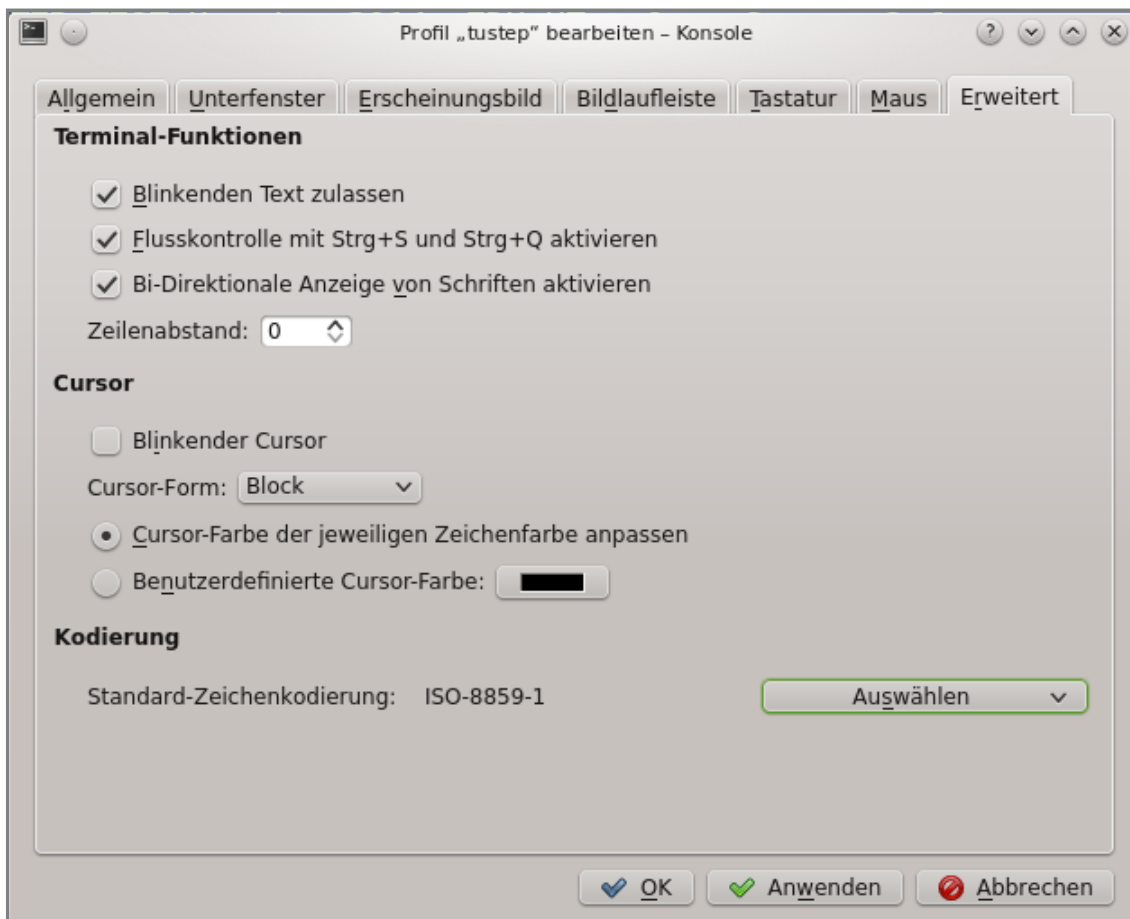 Profil „tustep“ bearbeiten – Konsole
Allgemein Unterfenster Erscheinungsbild Bildlaufleiste Tastatur Maus Erweitert
Terminal-Funktionen
Blinkenden Text zulassen
Flusskontrolle mit Strg+S und Strg+Q aktivieren
Bi-Direktionale Anzeige von Schriften aktivieren
Zeilenabstand: 0
Cursor
Blinkender Cursor
Cursor-Form: Block
Cursor-Farbe der jeweiligen Zeichenfarbe anpassen
Benutzerdefinierte Cursor-Farbe:
Kodierung
Standard-Zeichenkodierung: ISO-8859-1 Auswählen
OK Anwenden Abbrechen